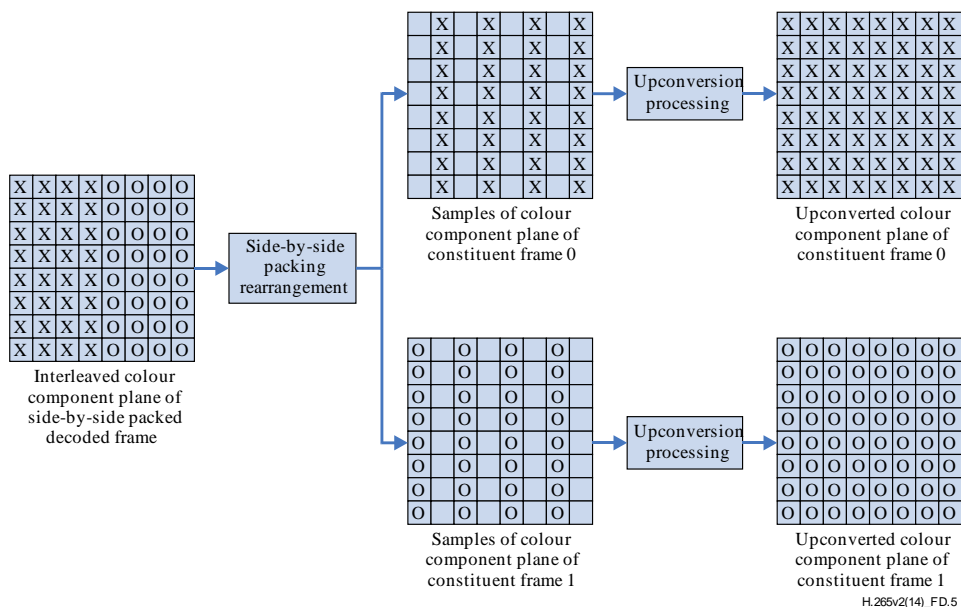 X X X X
X X X X
X X X X
X X X X
X X X X
X X X X
X X X X
X X X X
Upconversion
processing
X X X X X X X X
X X X X X X X X
X X X X X X X X
X X X X X X X X
X X X X X X X X
X X X X X X X X
X X X X X X X X
X X X X X X X X
Samples of colour
component plane of
constituent frame 0
Upconverted colour
component plane of
constituent frame 0
X X X X O O O O
X X X X O O O O
X X X X O O O O
X X X X O O O O
X X X X O O O O
X X X X O O O O
X X X X O O O O
X X X X O O O O
Interleaved colour
component plane of
side-by-side packed
decoded frame
Side-by-side
packing
rearrangement
O O O O
O O O O
O O O O
O O O O
O O O O
O O O O
O O O O
O O O O
Upconversion
processing
O O O O O O O O
O O O O O O O O
O O O O O O O O
O O O O O O O O
O O O O O O O O
O O O O O O O O
O O O O O O O O
O O O O O O O O
Samples of colour
component plane of
constituent frame 1
Upconverted colour
component plane of
constituent frame 1
H.265v2(14)_FD.5